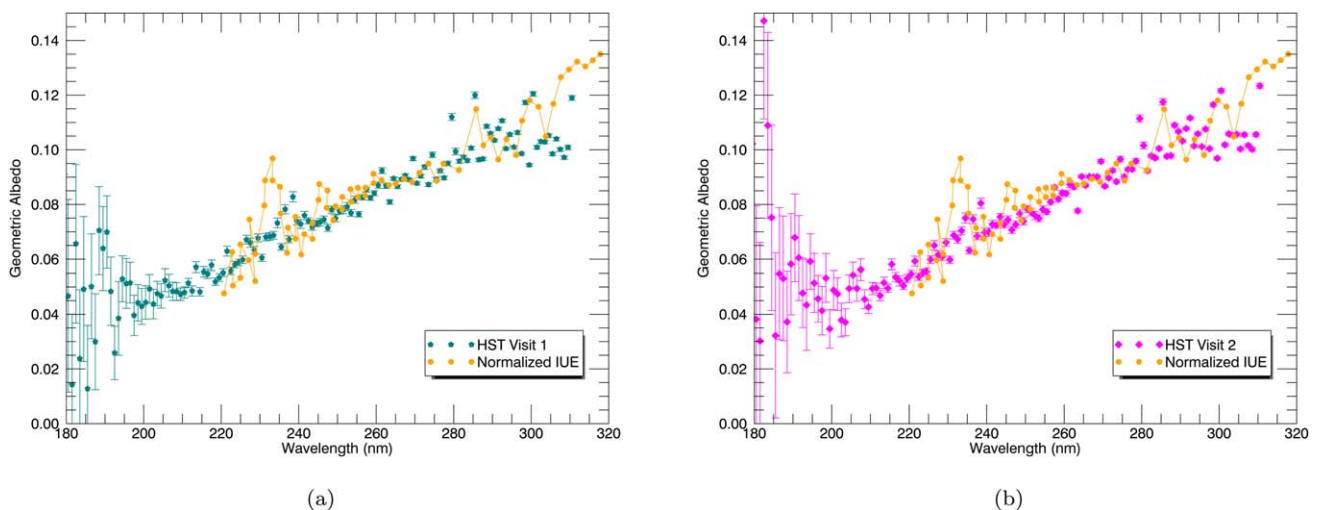 0.14
0.12
0.10
0.08
0.06
0.04
0.02
0.00
Geometric Albedo
180 200 220 240 260 280 300 320
Wavelength (nm)
HST Visit 1
Normalized IUE
(a)
0.14
0.12
0.10
0.08
0.06
0.04
0.02
0.00
Geometric Albedo
180 200 220 240 260 280 300 320
Wavelength (nm)
HST Visit 2
Normalized IUE
(b)